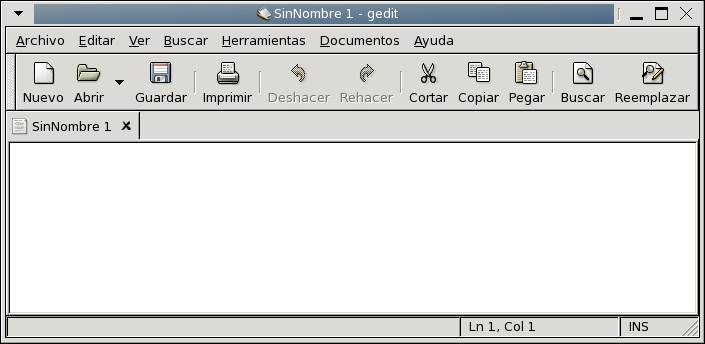 SinNombre 1 - gedit
Archivo Editar Ver Buscar Herramientas Documentos Ayuda
Nuevo Abrir Guardar Imprimir Deshacer Rehacer Cortar Copiar Pegar Buscar Reemplazar
SinNombre 1
Ln 1, Col 1 INS